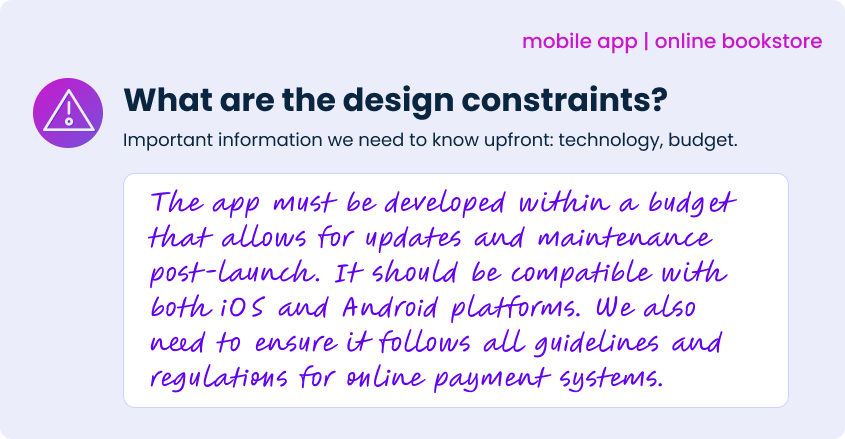 mobile app | online bookstore
What are the design constraints?
Important information we need to know upfront: technology, budget.
The app must be developed within a budget
that allows for updates and maintenance
post-launch. It should be compatible with
both iOS and Android platforms. We also
need to ensure it follows all guidelines and
regulations for online payment systems.